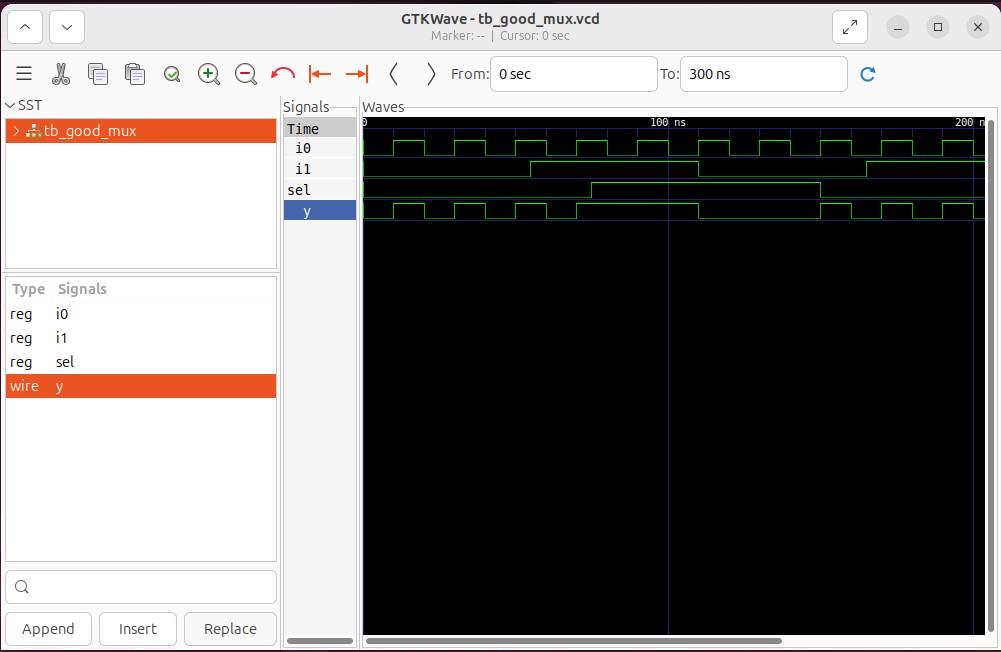 GTKWave - tb_good_mux.vcd
Marker: -- | Cursor: 0 sec
From: 0 sec To: 300 ns
SST
tb_good_mux
Type Signals
reg i0
reg i1
reg sel
wire y
Append Insert Replace
Signals
Time
i0
i1
sel
y
Waves
0 100 ns 200 n